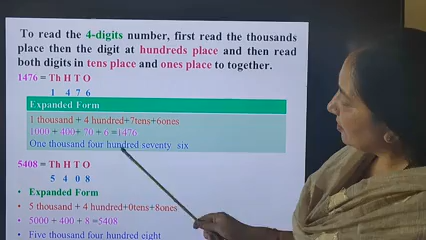 To read the 4-digits number, first read the thousands
place then the digit at hundreds place and then read
both digits in tens place and ones place to together.
1476 = Th H T O
1 4 7 6
Expanded Form
1 thousand + 4 hundred+7tens+6ones
1000 + 400+ 70 + 6 =1476
One thousand four hundred seventy six
5408 = Th H T O
5 4 0 8
• Expanded Form
• 5 thousand + 4 hundred+0tens+8ones
• 5000 + 400 + 8 =5408
• Five thousand four hundred eight